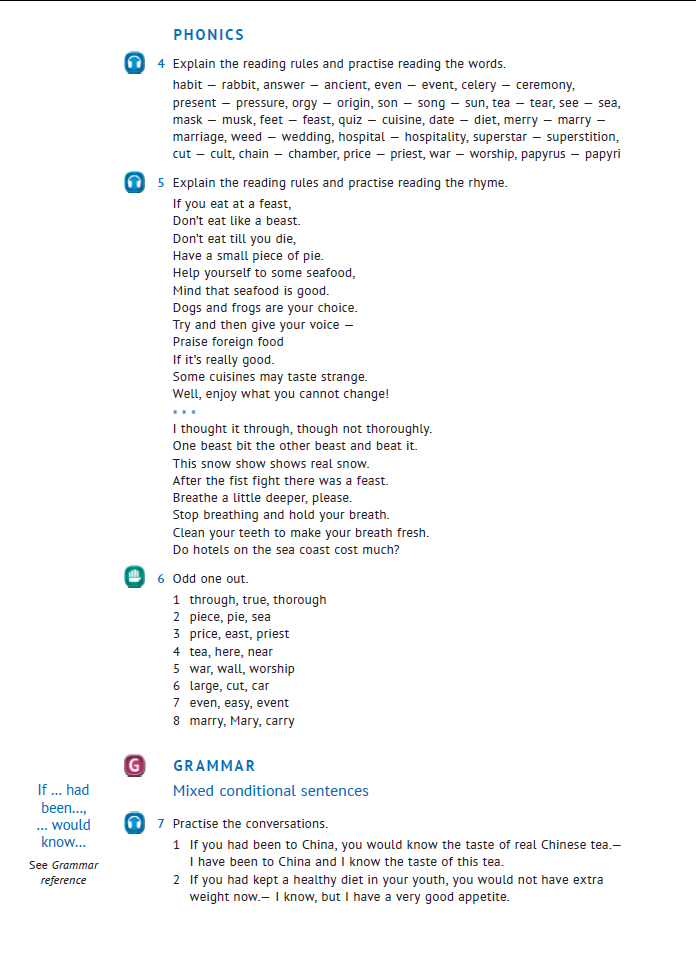 PHONICS
4 Explain the reading rules and practise reading the words.
habit — rabbit, answer — ancient, even — event, celery — ceremony,
present — pressure, orgy — origin, son — song — sun, tea — tear, see — sea,
mask — musk, feet — feast, quiz — cuisine, date — diet, merry — marry —
marriage, weed — wedding, hospital — hospitality, superstar — superstition,
cut — cult, chain — chamber, price — priest, war — worship, papyrus — papyri
5 Explain the reading rules and practise reading the rhyme.
If you eat at a feast,
Don't eat like a beast.
Don't eat till you die,
Have a small piece of pie.
Help yourself to some seafood,
Mind that seafood is good.
Dogs and frogs are your choice.
Try and then give your voice —
Praise foreign food
If it's really good.
Some cuisines may taste strange.
Well, enjoy what you cannot change!
I thought it through, though not thoroughly.
One beast bit the other beast and beat it.
This snow show shows real snow.
After the fist fight there was a feast.
Breathe a little deeper, please.
Stop breathing and hold your breath.
Clean your teeth to make your breath fresh.
Do hotels on the sea coast cost much?
6 Odd one out.
1 through, true, thorough
2 piece, pie, sea
3 price, east, priest
4 tea, here, near
5 war, wall, worship
6 large, cut, car
7 even, easy, event
8 marry, Mary, carry
G GRAMMAR
Mixed conditional sentences
If ... had
been...,
... would
know...
See Grammar
reference
7 Practise the conversations.
1 If you had been to China, you would know the taste of real Chinese tea.—
I have been to China and I know the taste of this tea.
2 If you had kept a healthy diet in your youth, you would not have extra
weight now.— I know, but I have a very good appetite.